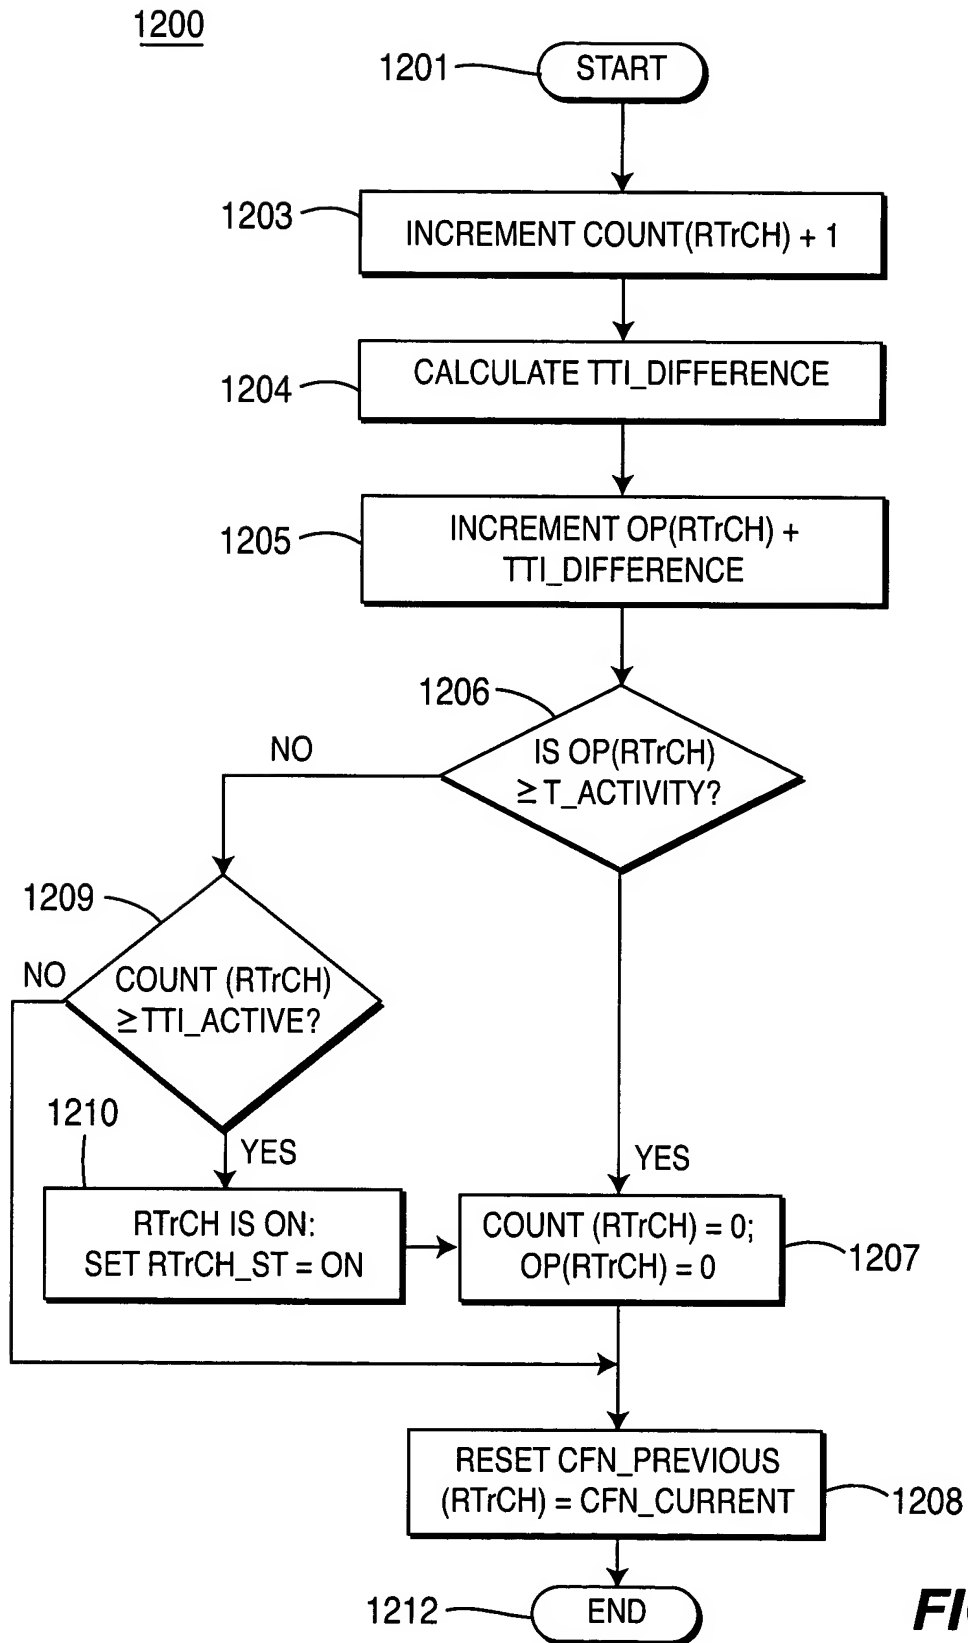 1200
1201
START
1203
INCREMENT COUNT(RTrCH) + 1
1204
CALCULATE TTI_DIFFERENCE
1205
INCREMENT OP(RTrCH) +
TTI_DIFFERENCE
1206
IS OP(RTrCH)
≥ T_ACTIVITY?
NO
1209
NO
COUNT (RTrCH)
≥ TTI_ACTIVE?
1210
YES
YES
RTrCH IS ON:
SET RTrCH_ST = ON
COUNT (RTrCH) = 0;
OP(RTrCH) = 0
1207
RESET CFN_PREVIOUS
(RTrCH) = CFN_CURRENT
1208
1212
END